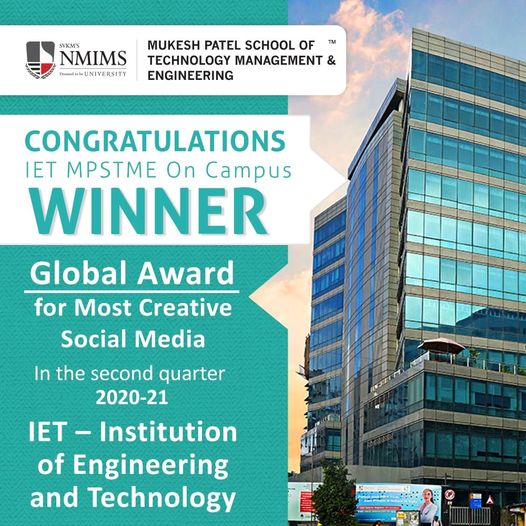 SVKM'S
NMIMS
Deemed to be UNIVERSITY
MUKESH PATEL SCHOOL OF
TECHNOLOGY MANAGEMENT &
ENGINEERING
TM
CONGRATULATIONS
IET MPSTME On Campus
WINNER
Global Award
for Most Creative
Social Media
In the second quarter
2020-21
IET – Institution
of Engineering
and Technology